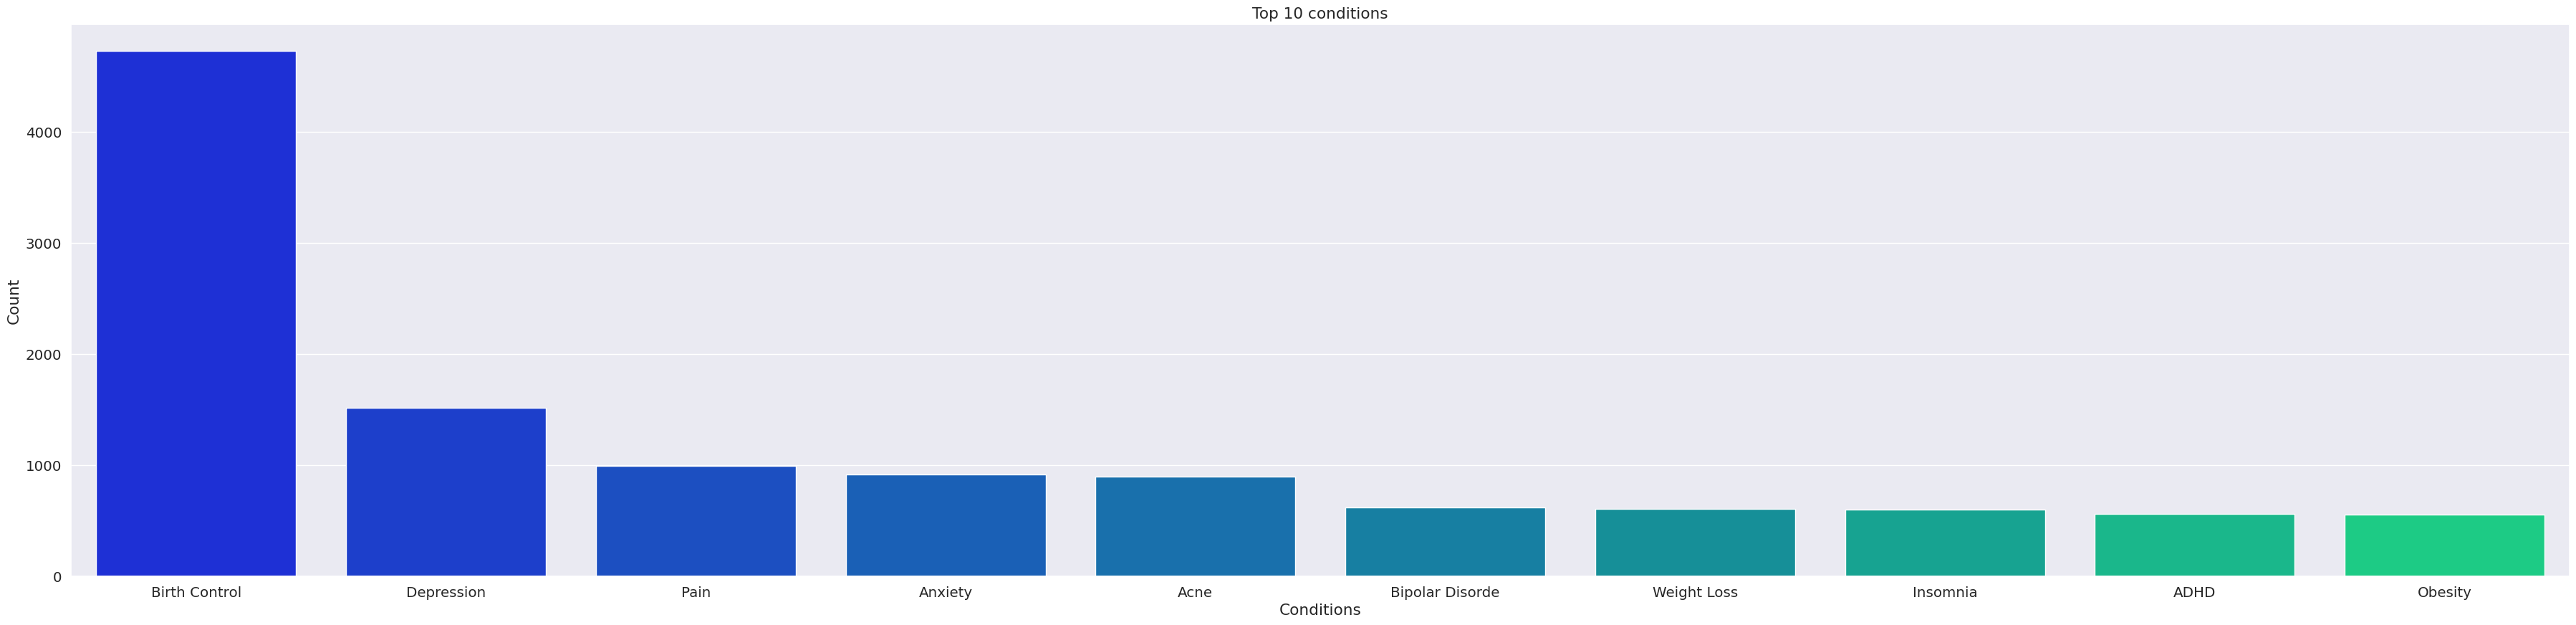 Top 10 conditions
Count
4000
3000
2000
1000
0
Birth Control Depression Pain Anxiety Acne Bipolar Disorde Weight Loss Insomnia ADHD Obesity
Conditions